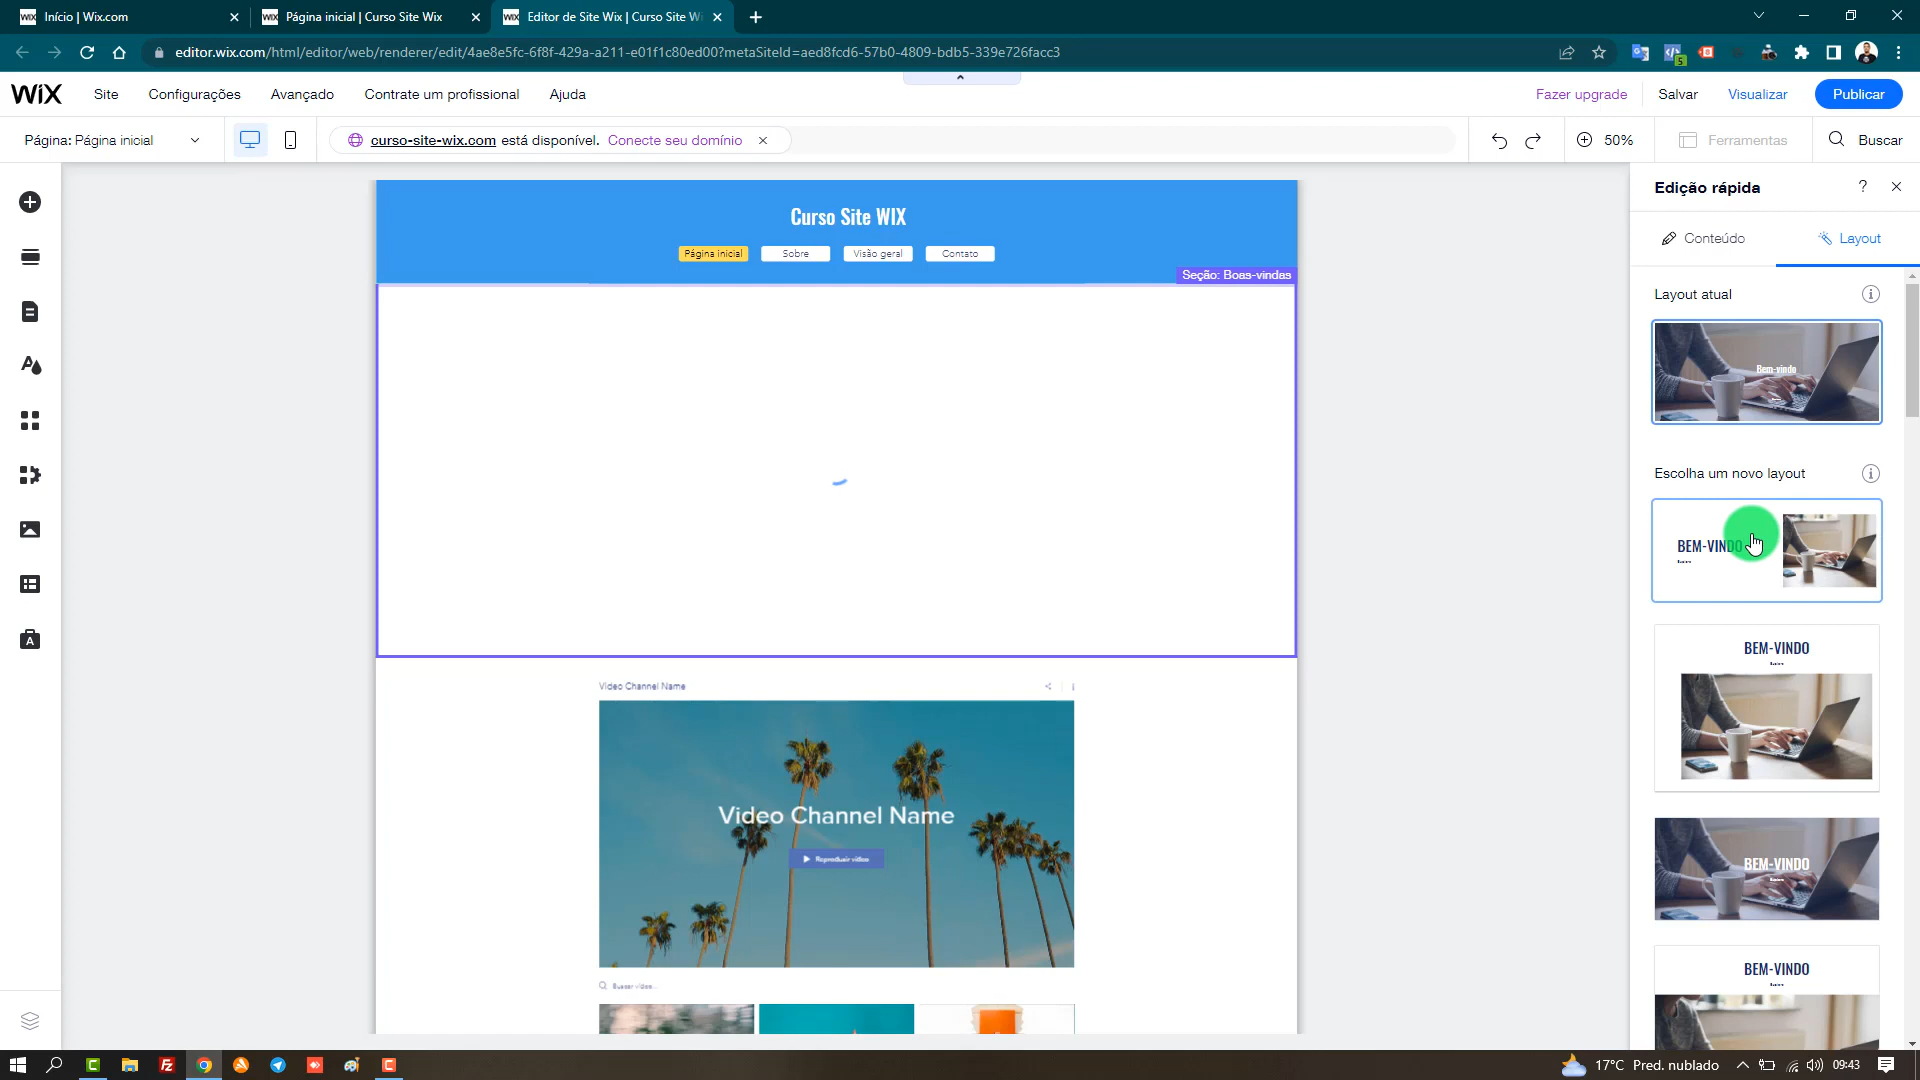 Início | Wix.com
Página inicial | Curso Site Wix
Editor de Site Wix | Curso Site W
editor.wix.com/html/editor/web/renderer/edit/4ae8e5fc-6f8f-429a-a211-e01f1c80ed00?metaSiteId=aed8fcd6-57b0-4809-bdb5-339e726facc3
WiX
Site
Configurações
Avançado
Contrate um profissional
Ajuda
Fazer upgrade
Salvar
Visualizar
Publicar
Página: Página inicial
curso-site-wix.com está disponível. Conecte seu domínio
50%
Ferramentas
Buscar
Edição rápida
?
Conteúdo
Layout
Curso Site WIX
Página inicial
Sobre
Visão geral
Contato
Seção: Boas-vindas
Layout atual
Bem-vindo
Escolha um novo layout
BEM-VINDO
BEM-VINDO
BEM-VINDO
BEM-VINDO
Video Channel Name
Video Channel Name
Reproduzir vídeo
Buscar vídeo...
17°C Pred. nublado
09:43